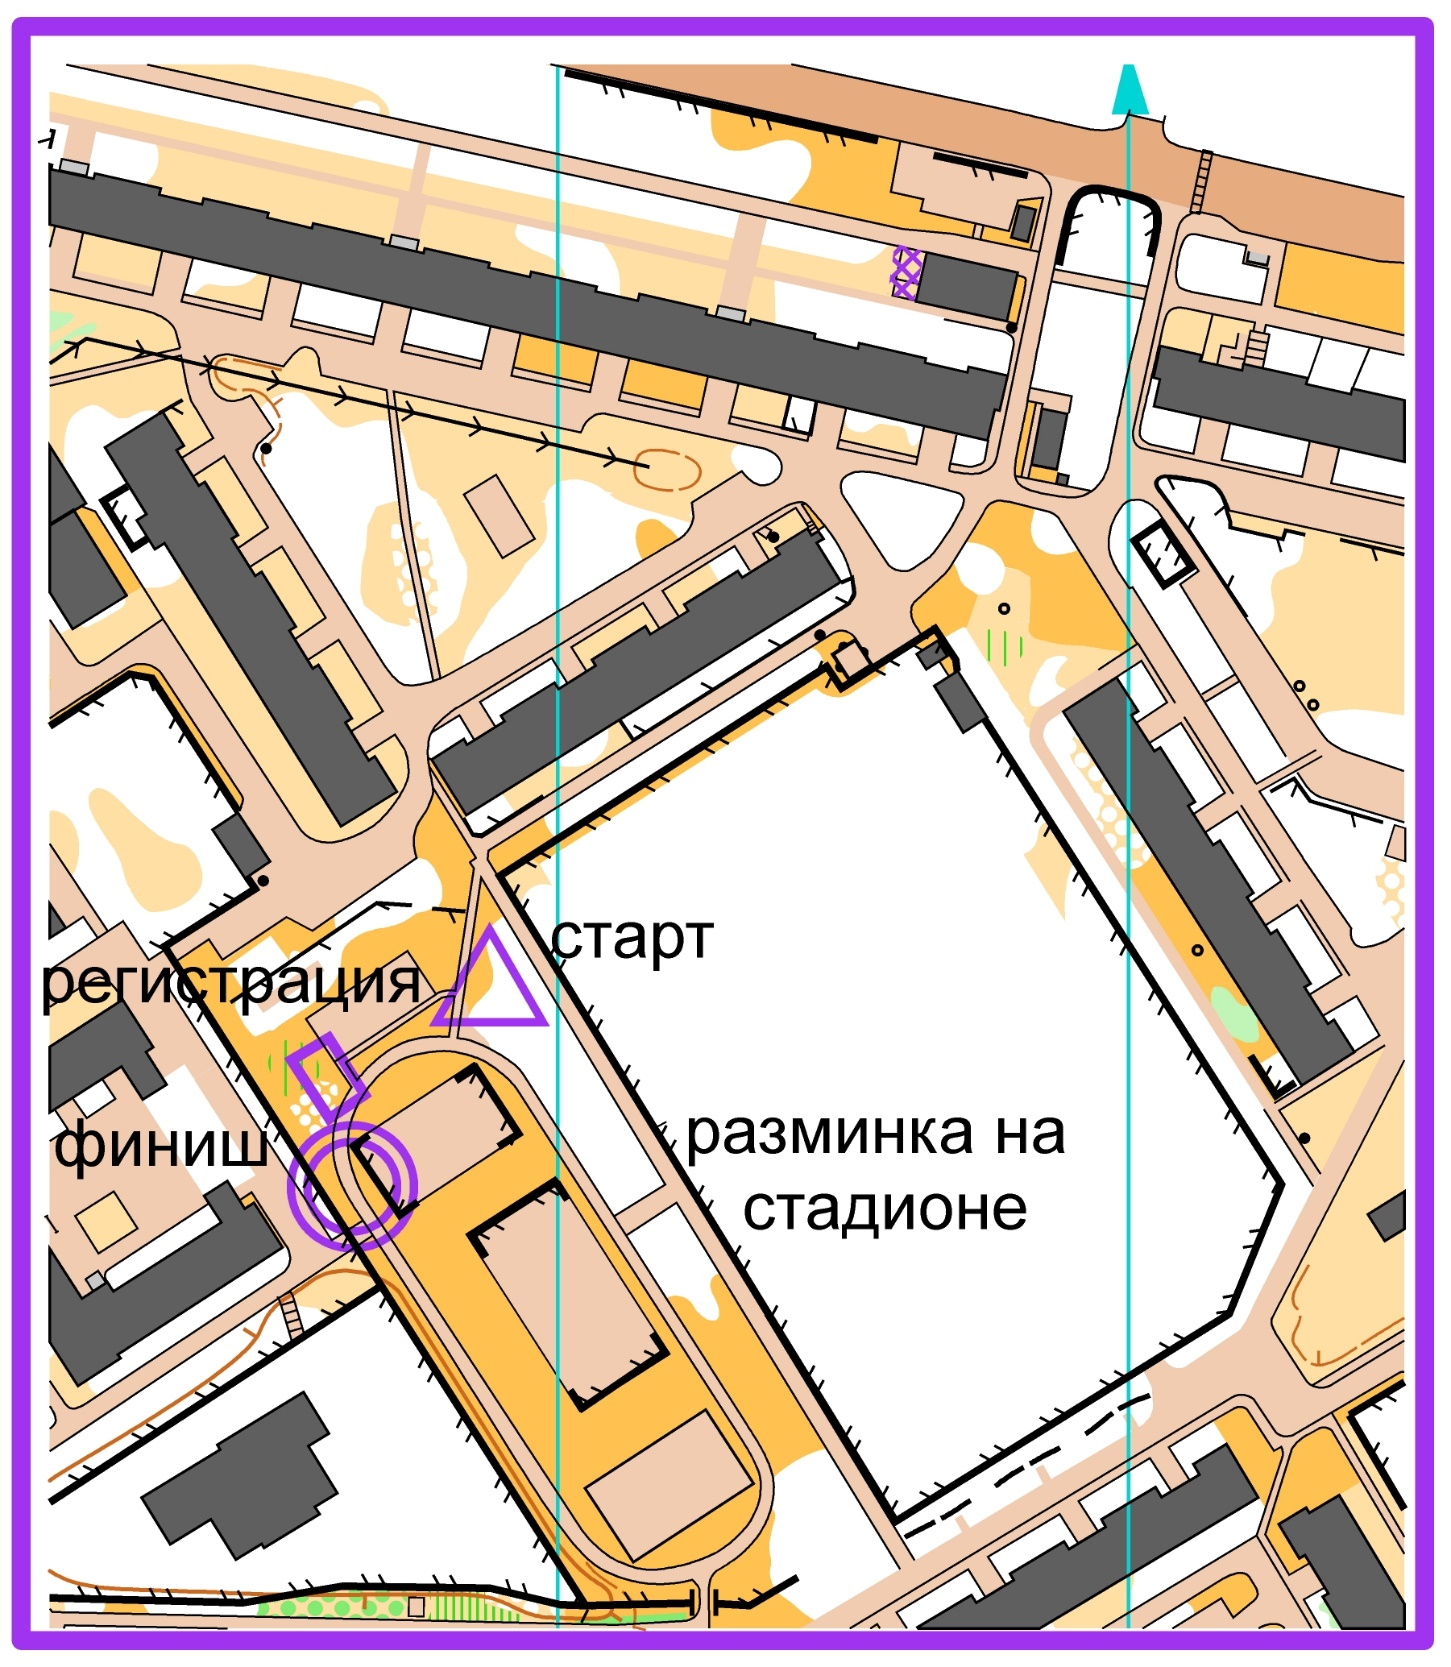 старт
регистрация
разминка на
стадионе
финиш